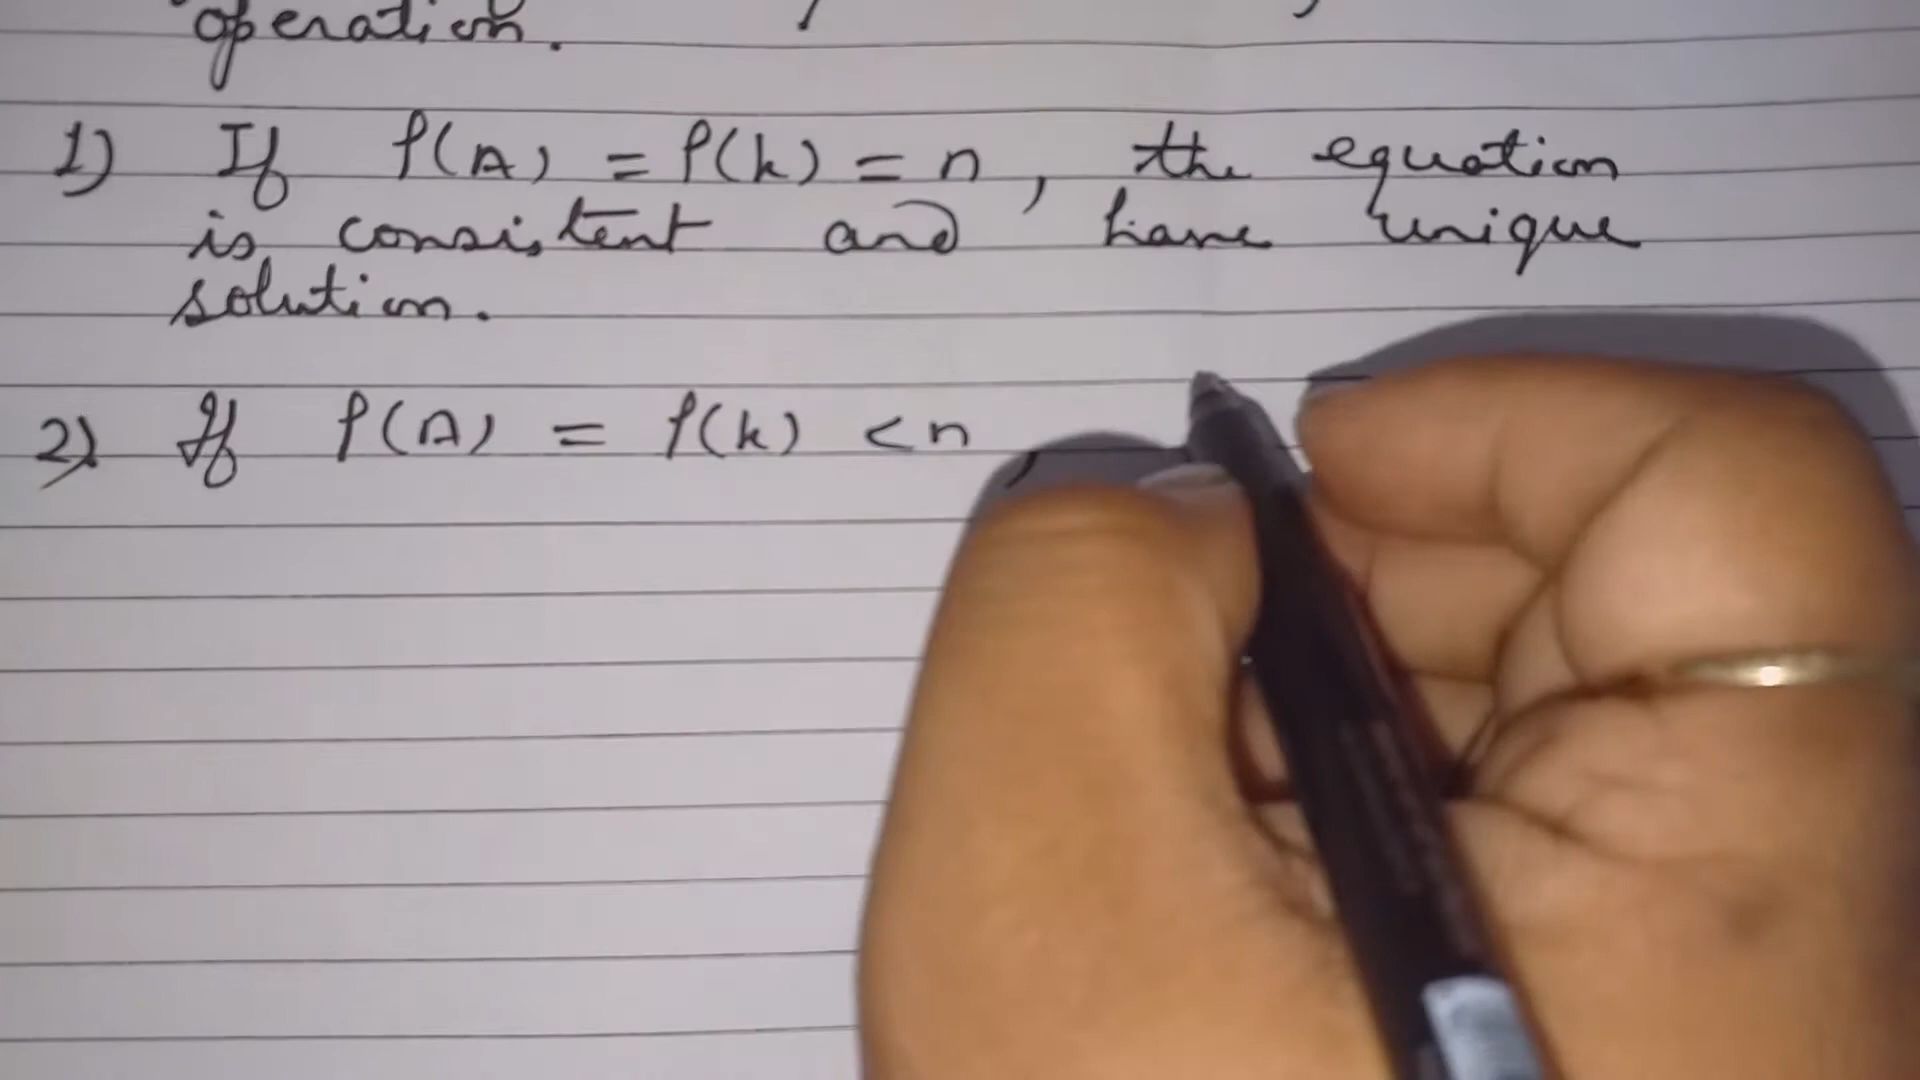 operation.
1) If ρ(A) = ρ(k) = n, the equation
is consistent and have unique
solution.
2) If ρ(A) = ρ(k) < n,